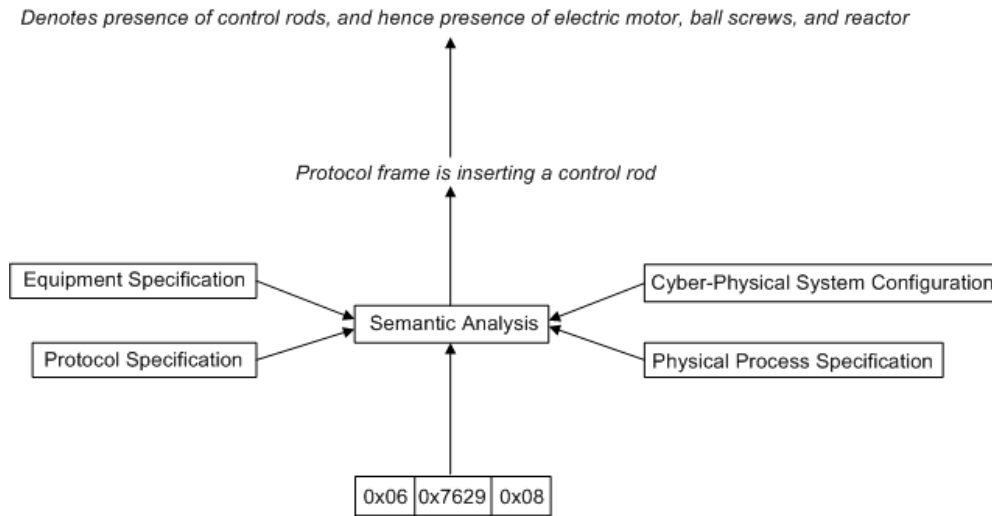 Denotes presence of control rods, and hence presence of electric motor, ball screws, and reactor
Protocol frame is inserting a control rod
Equipment Specification
Cyber-Physical System Configuration
Semantic Analysis
Protocol Specification
Physical Process Specification
0x06 0x7629 0x08